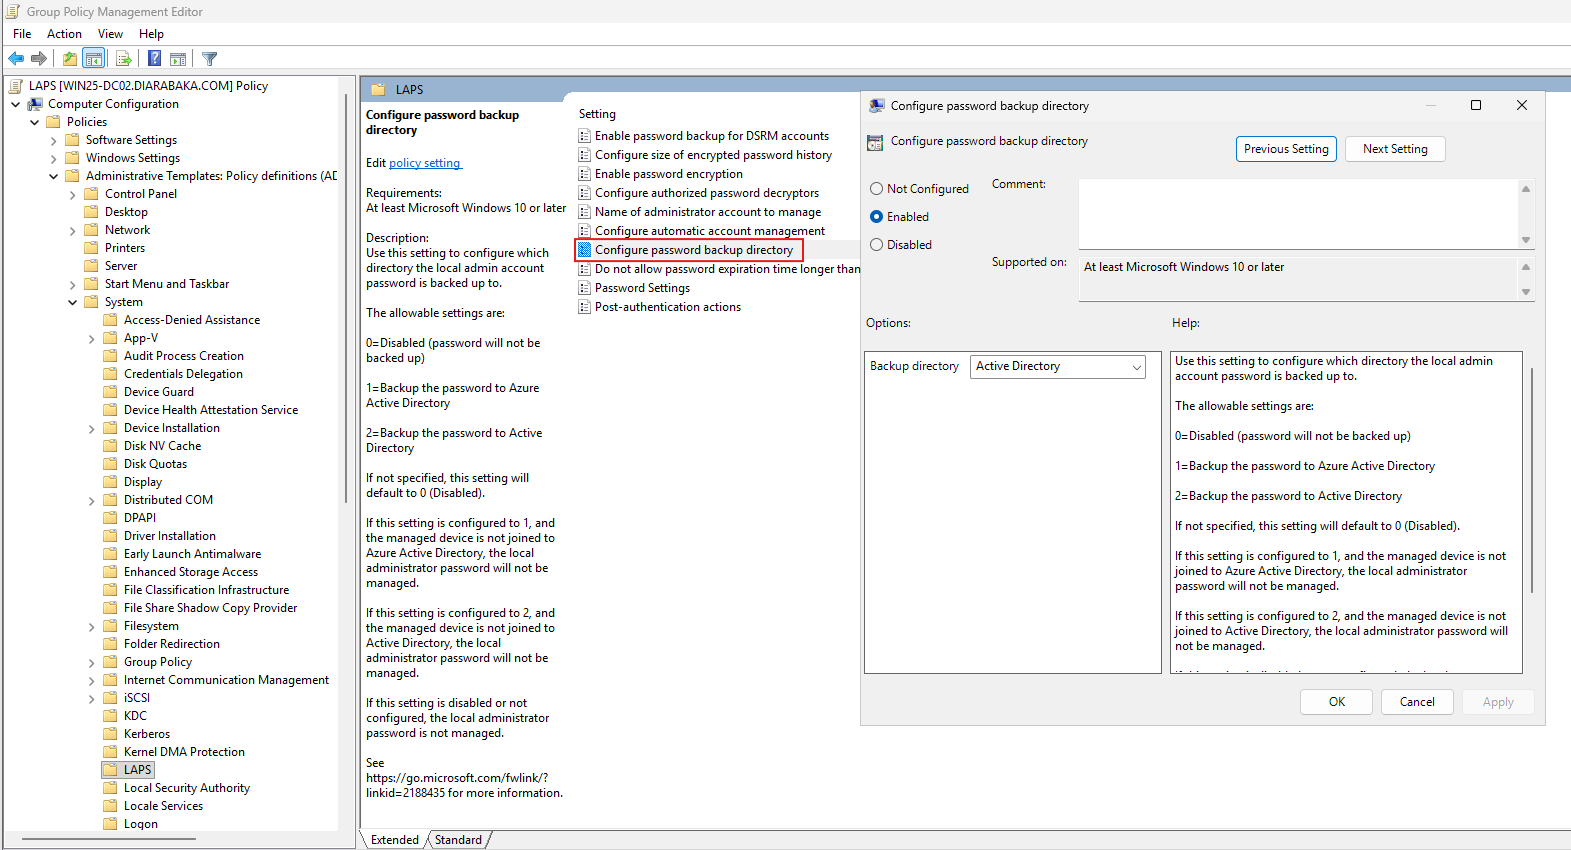 Group Policy Management Editor
File Action View Help
LAPS [WIN25-DC02.DIARABAKA.COM] Policy
Computer Configuration
Policies
Software Settings
Windows Settings
Administrative Templates: Policy definitions (AD
Control Panel
Desktop
Network
Printers
Server
Start Menu and Taskbar
System
Access-Denied Assistance
App-V
Audit Process Creation
Credentials Delegation
Device Guard
Device Health Attestation Service
Device Installation
Disk NV Cache
Disk Quotas
Display
Distributed COM
DPAPI
Driver Installation
Early Launch Antimalware
Enhanced Storage Access
File Classification Infrastructure
File Share Shadow Copy Provider
Filesystem
Folder Redirection
Group Policy
Internet Communication Management
iSCSI
KDC
Kerberos
Kernel DMA Protection
LAPS
Local Security Authority
Locale Services
Logon
LAPS
Configure password backup
directory
Edit policy setting
Requirements:
At least Microsoft Windows 10 or later
Description:
Use this setting to configure which
directory the local admin account
password is backed up to.
The allowable settings are:
0=Disabled (password will not be
backed up)
1=Backup the password to Azure
Active Directory
2=Backup the password to Active
Directory
If not specified, this setting will
default to 0 (Disabled).
If this setting is configured to 1, and
the managed device is not joined to
Azure Active Directory, the local
administrator password will not be
managed.
If this setting is configured to 2, and
the managed device is not joined to
Active Directory, the local
administrator password will not be
managed.
If this setting is disabled or not
configured, the local administrator
password is not managed.
See
https://go.microsoft.com/fwlink/?
linkid=2188435 for more information.
Setting
Enable password backup for DSRM accounts
Configure size of encrypted password history
Enable password encryption
Configure authorized password decryptors
Name of administrator account to manage
Configure automatic account management
Configure password backup directory
Do not allow password expiration time longer than
Password Settings
Post-authentication actions
Extended Standard
Configure password backup directory
Configure password backup directory
Previous Setting Next Setting
Not Configured
Enabled
Disabled
Comment:
Supported on:
At least Microsoft Windows 10 or later
Options:
Help:
Backup directory Active Directory
Use this setting to configure which directory the local admin
account password is backed up to.
The allowable settings are:
0=Disabled (password will not be backed up)
1=Backup the password to Azure Active Directory
2=Backup the password to Active Directory
If not specified, this setting will default to 0 (Disabled).
If this setting is configured to 1, and the managed device is not
joined to Azure Active Directory, the local administrator
password will not be managed.
If this setting is configured to 2, and the managed device is not
joined to Active Directory, the local administrator password will
not be managed.
OK Cancel Apply